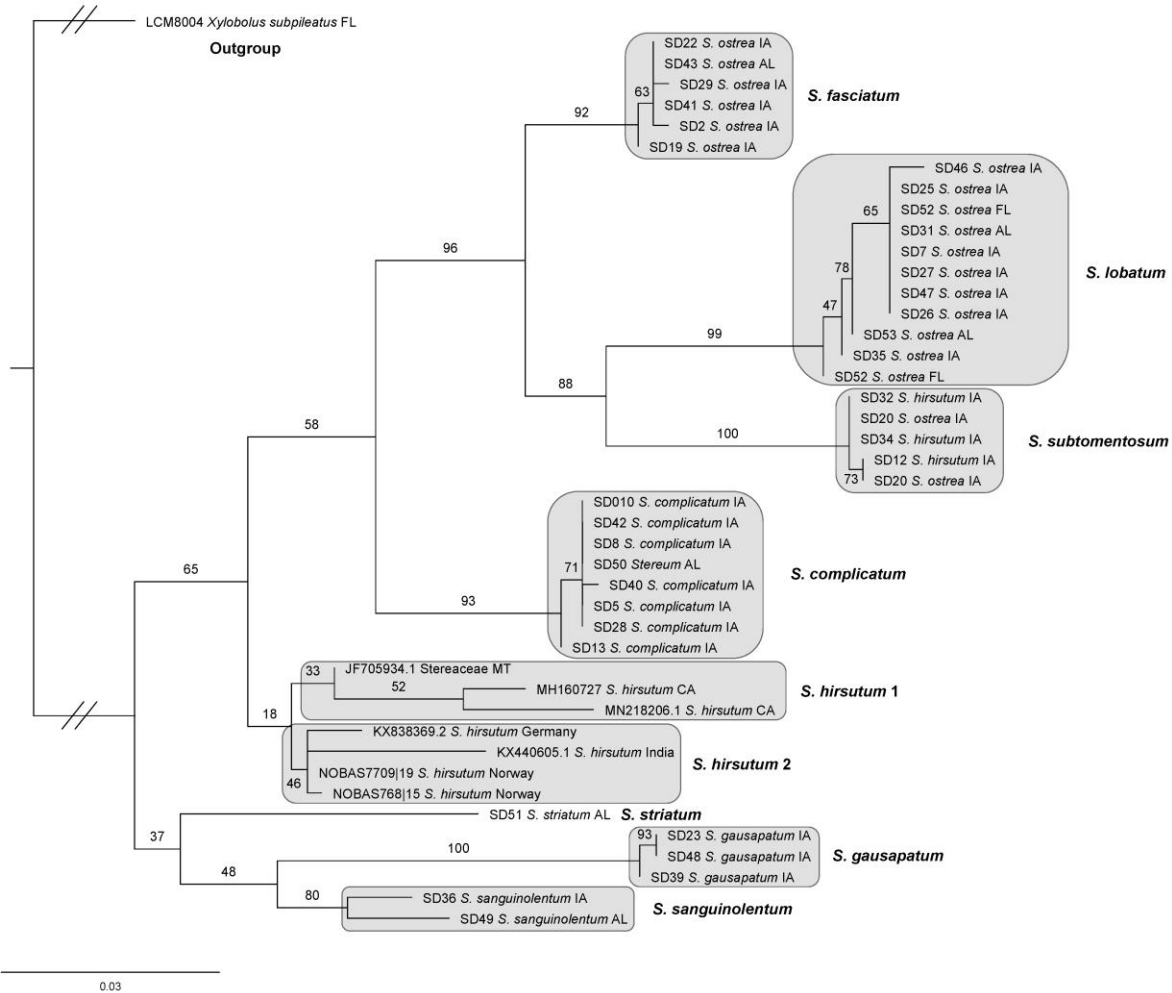 LCM8004 Xylobolus subpileatus FL
Outgroup
SD22 S. ostrea IA
SD43 S. ostrea AL
SD29 S. ostrea IA
63
SD41 S. ostrea IA
SD2 S. ostrea IA
SD19 S. ostrea IA
S. fasciatum
92
SD46 S. ostrea IA
SD25 S. ostrea IA
65
SD52 S. ostrea FL
SD31 S. ostrea AL
SD7 S. ostrea IA
78
SD27 S. ostrea IA
SD47 S. ostrea IA
47
SD26 S. ostrea IA
SD53 S. ostrea AL
SD35 S. ostrea IA
SD52 S. ostrea FL
S. lobatum
96
99
88
SD32 S. hirsutum IA
SD20 S. ostrea IA
SD34 S. hirsutum IA
SD12 S. hirsutum IA
73
SD20 S. ostrea IA
S. subtomentosum
100
58
SD010 S. complicatum IA
SD42 S. complicatum IA
SD8 S. complicatum IA
71
SD50 Stereum AL
SD40 S. complicatum IA
SD5 S. complicatum IA
SD28 S. complicatum IA
SD13 S. complicatum IA
S. complicatum
93
65
33
JF705934.1 Stereaceae MT
52
MH160727 S. hirsutum CA
MN218206.1 S. hirsutum CA
S. hirsutum 1
18
KX838369.2 S. hirsutum Germany
KX440605.1 S. hirsutum India
NOBAS7709|19 S. hirsutum Norway
46
NOBAS768|15 S. hirsutum Norway
S. hirsutum 2
SD51 S. striatum AL S. striatum
37
93
SD23 S. gausapatum IA
SD48 S. gausapatum IA
SD39 S. gausapatum IA
S. gausapatum
100
48
80
SD36 S. sanguinolentum IA
SD49 S. sanguinolentum AL
S. sanguinolentum
0.03